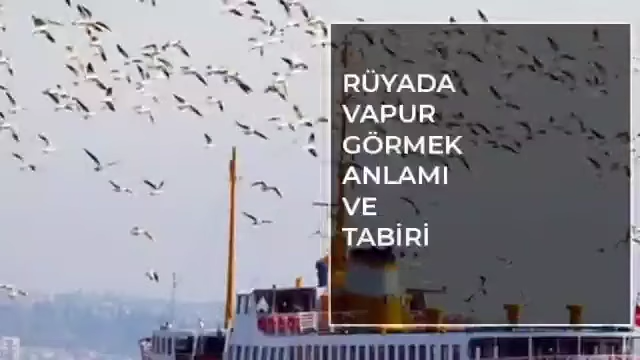 RÜYADA
VAPUR
GÖRMEK
ANLAMI
VE
TABİRİ